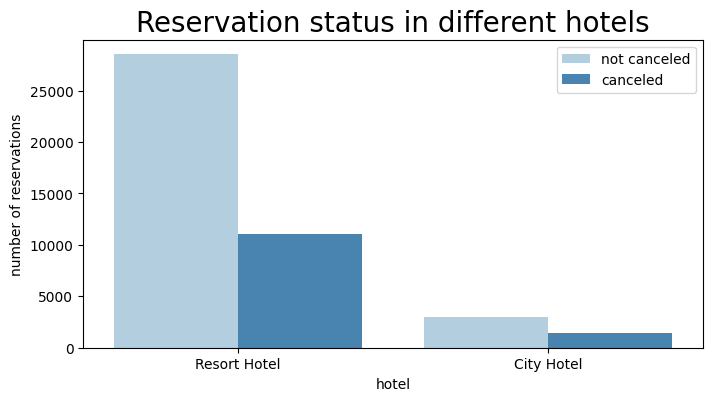 Reservation status in different hotels
not canceled
canceled
number of reservations
25000
20000
15000
10000
5000
0
Resort Hotel
City Hotel
hotel